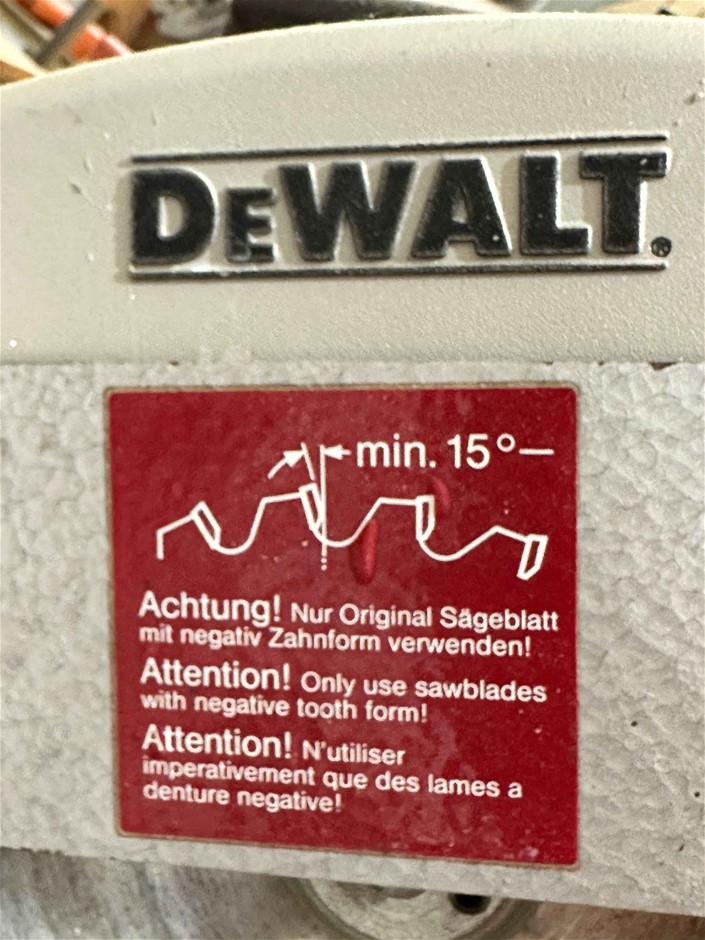 DEWALT®
min. 15°
Achtung! Nur Original Sägeblatt
mit negativ Zahnform verwenden!
Attention! Only use sawblades
with negative tooth form!
Attention! N'utiliser
imperativement que des lames a
denture negative!